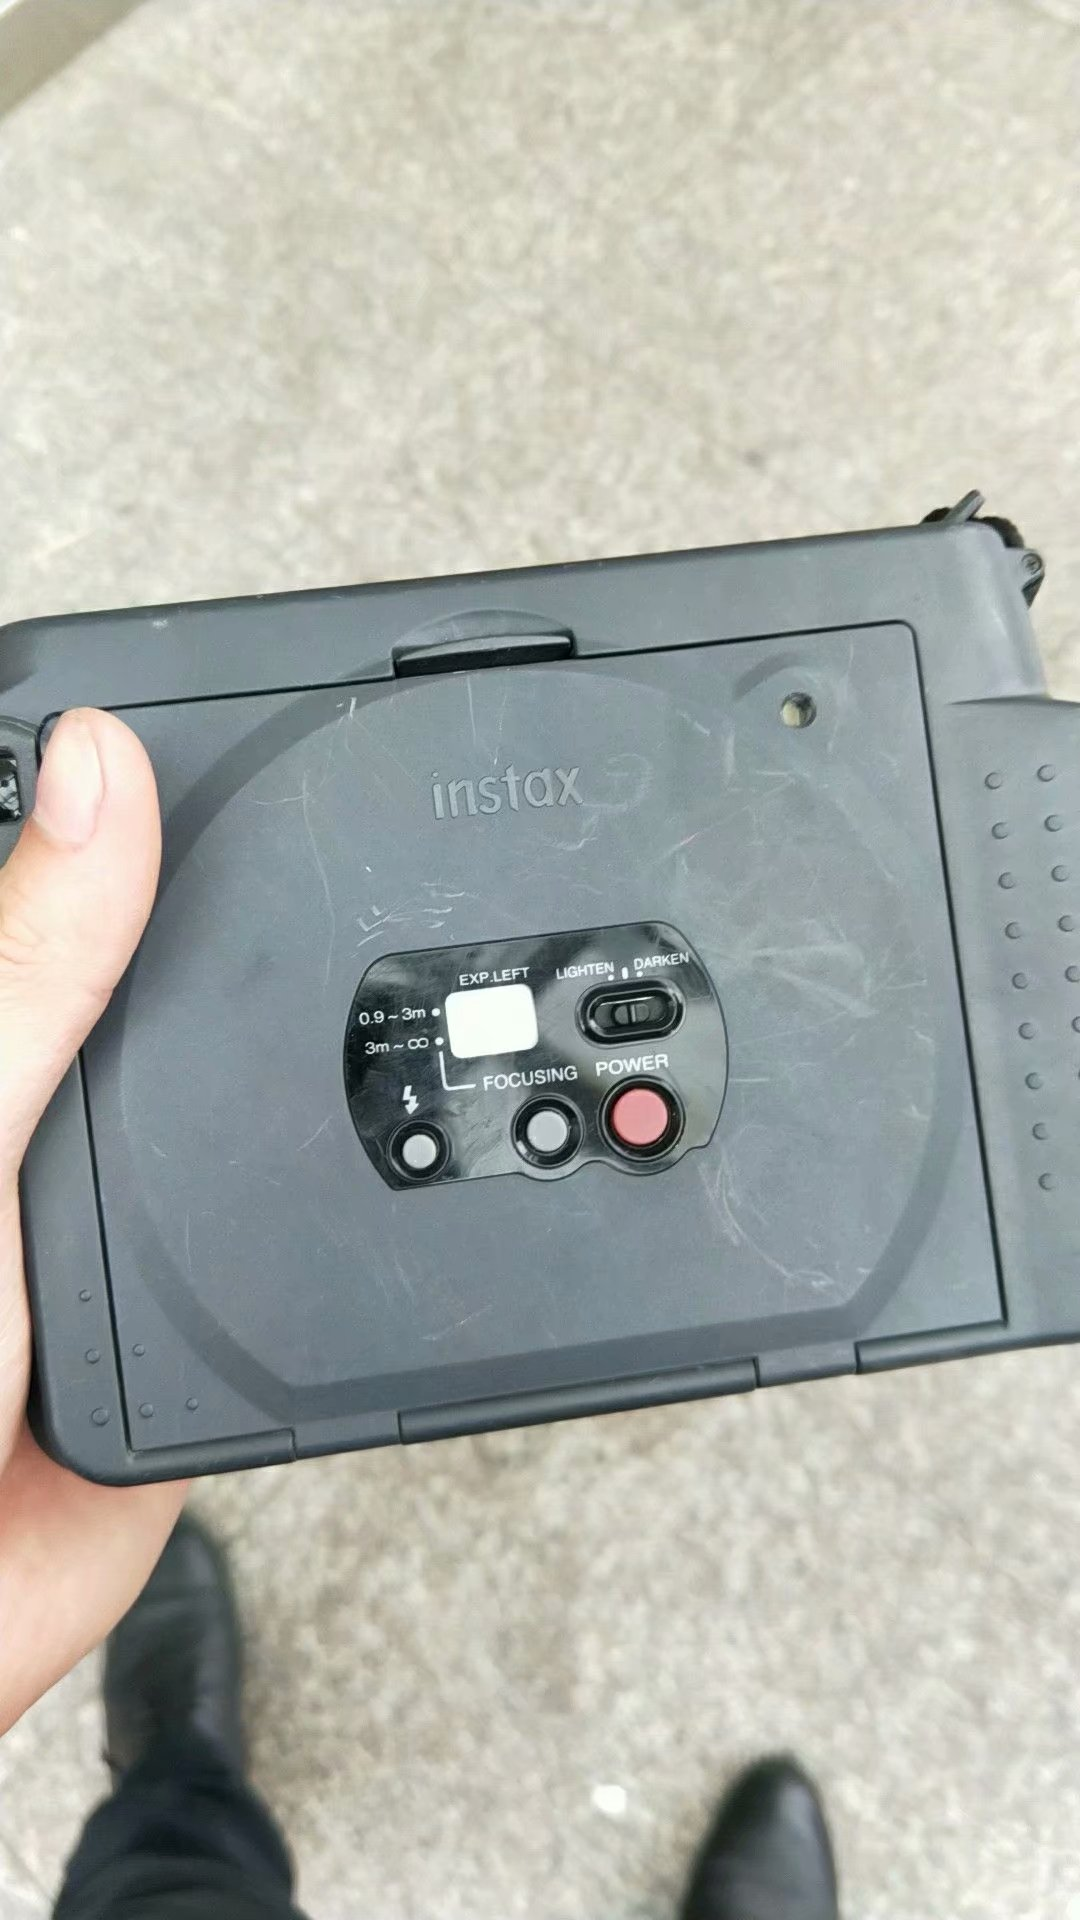 instax
EXP.LEFT
LIGHTEN
DARKEN
0.9~3m
3m~∞
FOCUSING
POWER